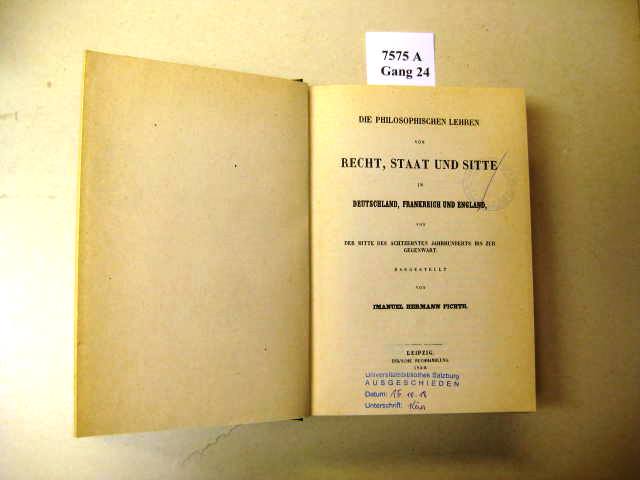 7575 A
Gang 24
DIE PHILOSOPHISCHEN LEHREN
VON
RECHT, STAAT UND SITTE
IN
DEUTSCHLAND, FRANKREICH UND ENGLAND,
VON
DER MITTE DES ACHTZEHNTEN JAHRHUNDERTS BIS ZUR
GEGENWART.
DARGESTELLT
VON
IMANUEL HERMANN FICHTE.
LEIPZIG.
DYK'SCHE BUCHHANDLUNG.
Universitätsbibliothek Salzburg
AUSGESCHIEDEN
Datum:
Unterschrift: